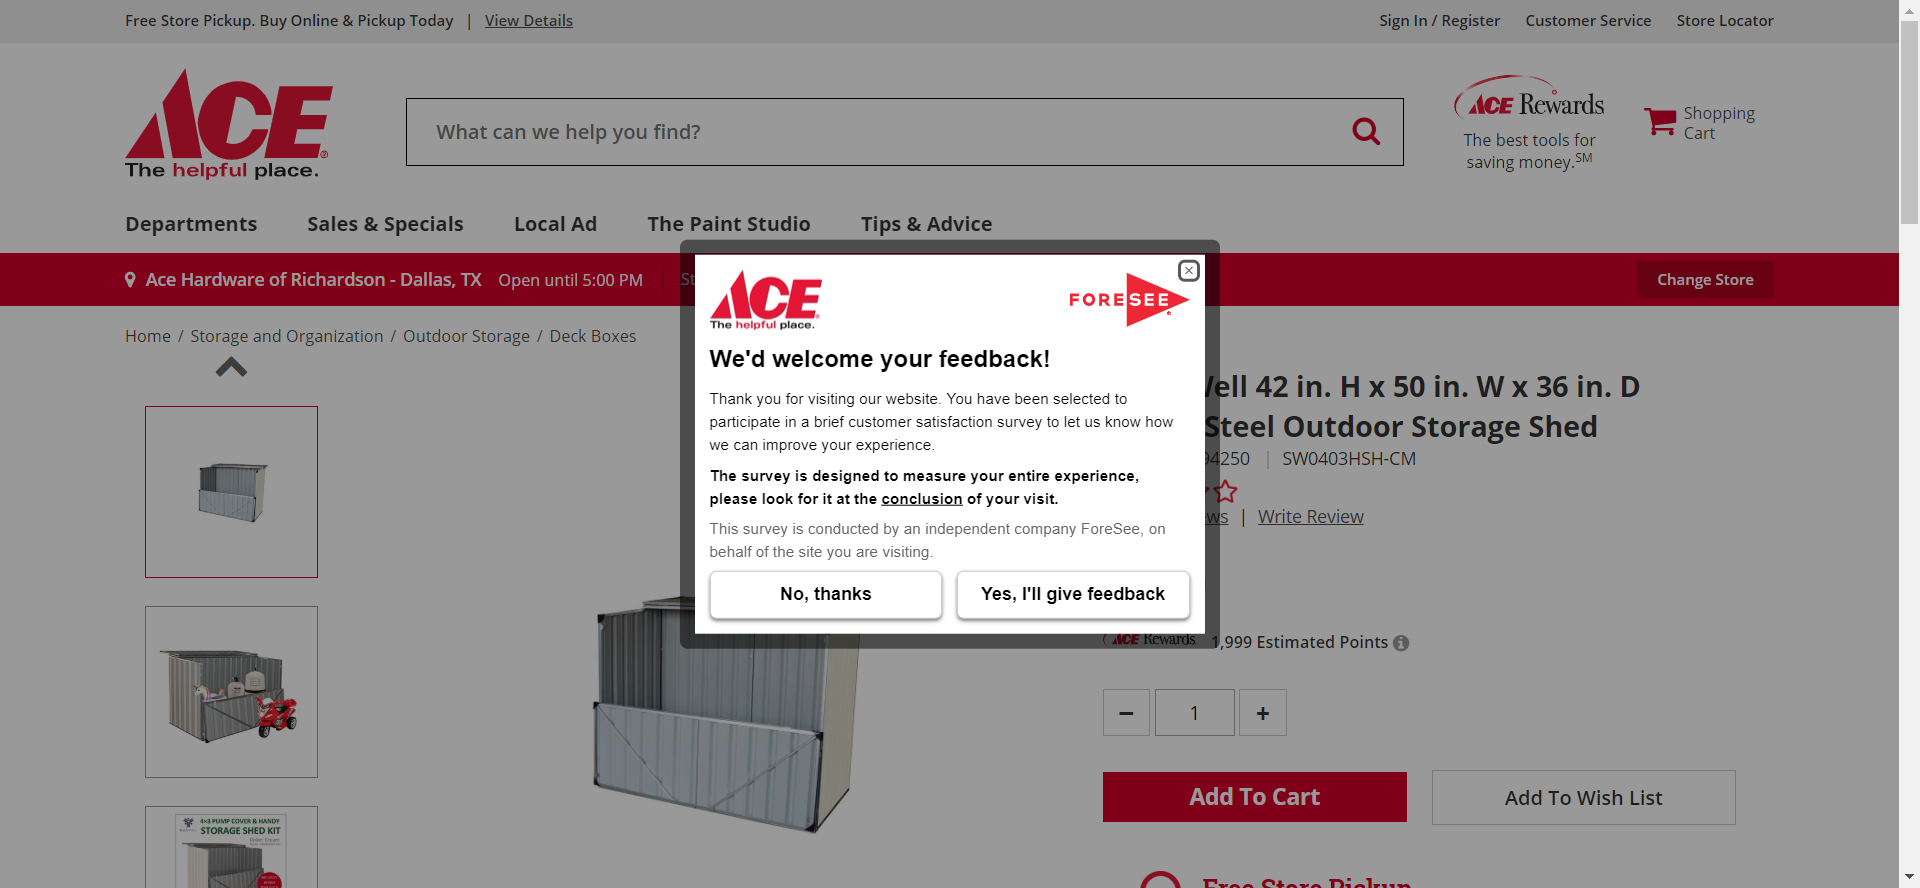 Free Store Pickup. Buy Online & Pickup Today | View Details
Sign In / Register Customer Service Store Locator
ACE
The helpful place.
What can we help you find?
ACE Rewards
The best tools for
saving money.SM
Shopping
Cart
Departments Sales & Specials Local Ad The Paint Studio Tips & Advice
Ace Hardware of Richardson - Dallas, TX Open until 5:00 PM
Change Store
Home / Storage and Organization / Outdoor Storage / Deck Boxes
ACE
The helpful place.
FORESEE
We'd welcome your feedback!
Thank you for visiting our website. You have been selected to
participate in a brief customer satisfaction survey to let us know how
we can improve your experience.
The survey is designed to measure your entire experience,
please look for it at the conclusion of your visit.
This survey is conducted by an independent company ForeSee, on
behalf of the site you are visiting.
No, thanks
Yes, I'll give feedback
42 in. H x 50 in. W x 36 in. D
Steel Outdoor Storage Shed
94250 | SW0403HSH-CM
| Write Review
ACE Rewards 1,999 Estimated Points
− 1 +
Add To Cart
Add To Wish List
4×3 PUMP COVER & HANDY
STORAGE SHED KIT
Free Store Pickup